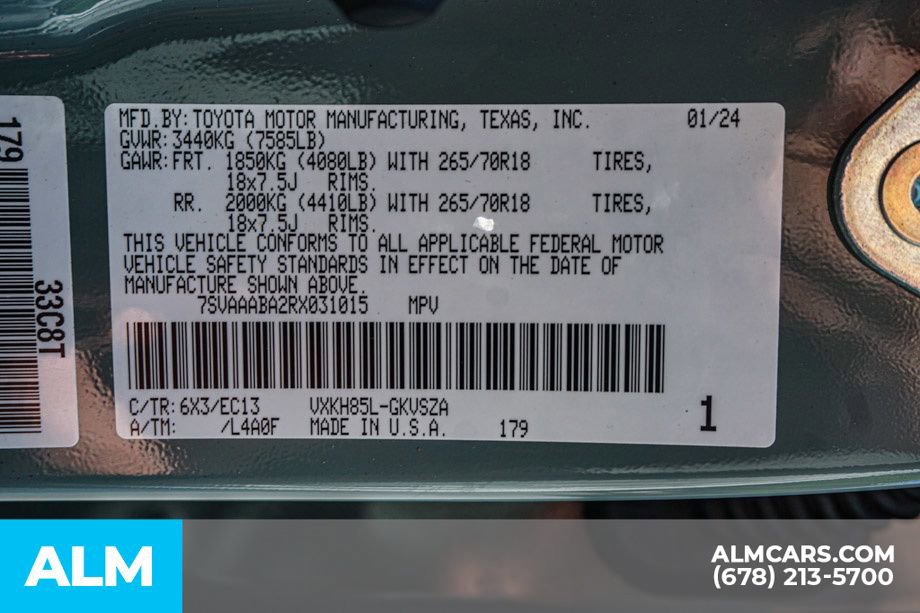 MFD.BY:TOYOTA MOTOR MANUFACTURING, TEXAS, INC. 01/24
GVWR:3440KG (7585LB)
GAWR:FRT. 1850KG (4080LB) WITH 265/70R18 TIRES,
18x7.5J RIMS.
RR. 2000KG (4410LB) WITH 265/70R18 TIRES,
18x7.5J RIMS.
THIS VEHICLE CONFORMS TO ALL APPLICABLE FEDERAL MOTOR
VEHICLE SAFETY STANDARDS IN EFFECT ON THE DATE OF
MANUFACTURE SHOWN ABOVE.
7SVAAABA2RX031015 MPV
C/TR:6X3/EC13 VXKH85L-GKVSZA
A/TM: /L4A0F MADE IN U.S.A. 179
1
179
33C8T
ALM
ALMCARS.COM
(678) 213-5700